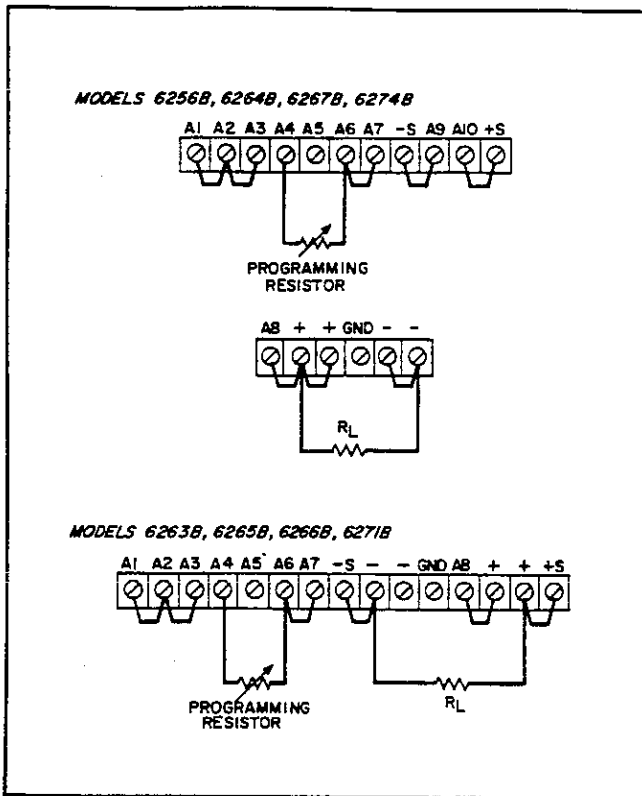 MODELS 6256B, 6264B, 6267B, 6274B
A1 A2 A3 A4 A5 A6 A7 -S A9 A10 +S
PROGRAMMING
RESISTOR
A8 + + GND - -
RL
MODELS 6263B, 6265B, 6266B, 6271B
A1 A2 A3 A4 A5 A6 A7 -S - - GND A8 + + +S
PROGRAMMING
RESISTOR
RL